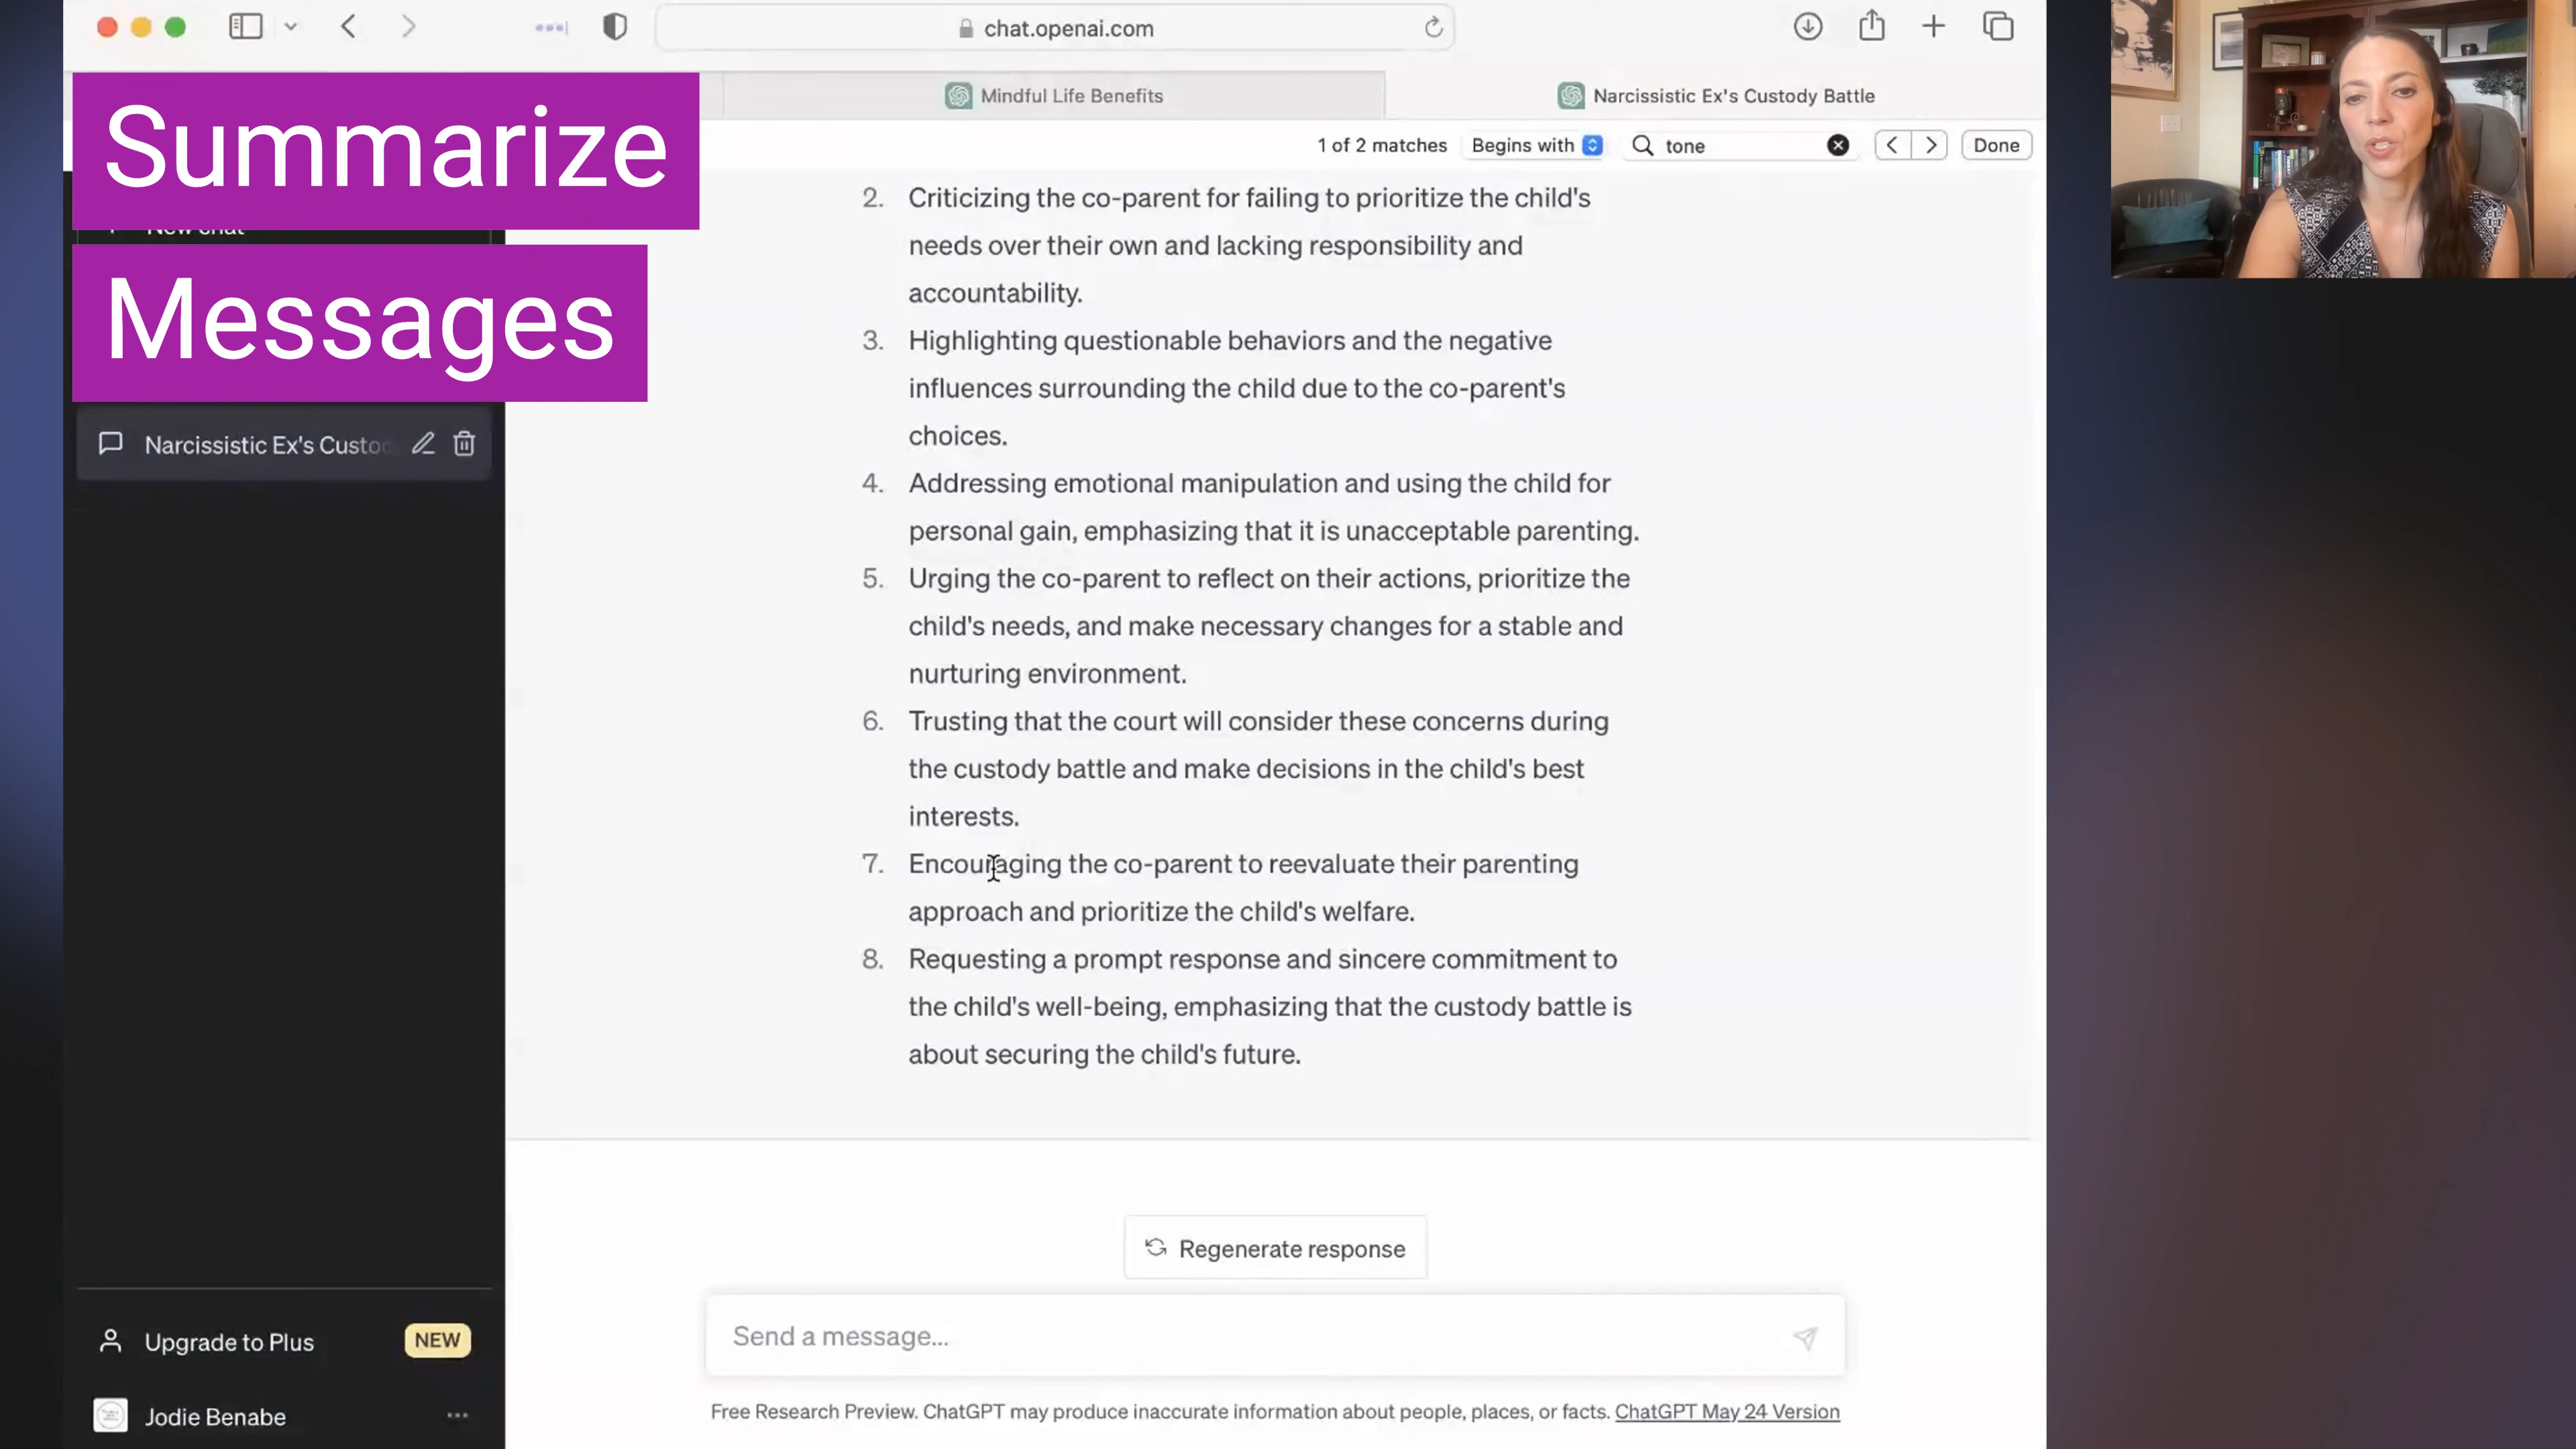 chat.openai.com
Mindful Life Benefits
Narcissistic Ex's Custody Battle
1 of 2 matches
Begins with
tone
Done
Summarize
Messages
New chat
Narcissistic Ex's Custo
2. Criticizing the co-parent for failing to prioritize the child's
needs over their own and lacking responsibility and
accountability.
3. Highlighting questionable behaviors and the negative
influences surrounding the child due to the co-parent's
choices.
4. Addressing emotional manipulation and using the child for
personal gain, emphasizing that it is unacceptable parenting.
5. Urging the co-parent to reflect on their actions, prioritize the
child's needs, and make necessary changes for a stable and
nurturing environment.
6. Trusting that the court will consider these concerns during
the custody battle and make decisions in the child's best
interests.
7. Encouraging the co-parent to reevaluate their parenting
approach and prioritize the child's welfare.
8. Requesting a prompt response and sincere commitment to
the child's well-being, emphasizing that the custody battle is
about securing the child's future.
Regenerate response
Send a message...
Upgrade to Plus
NEW
Jodie Benabe
Free Research Preview. ChatGPT may produce inaccurate information about people, places, or facts. ChatGPT May 24 Version